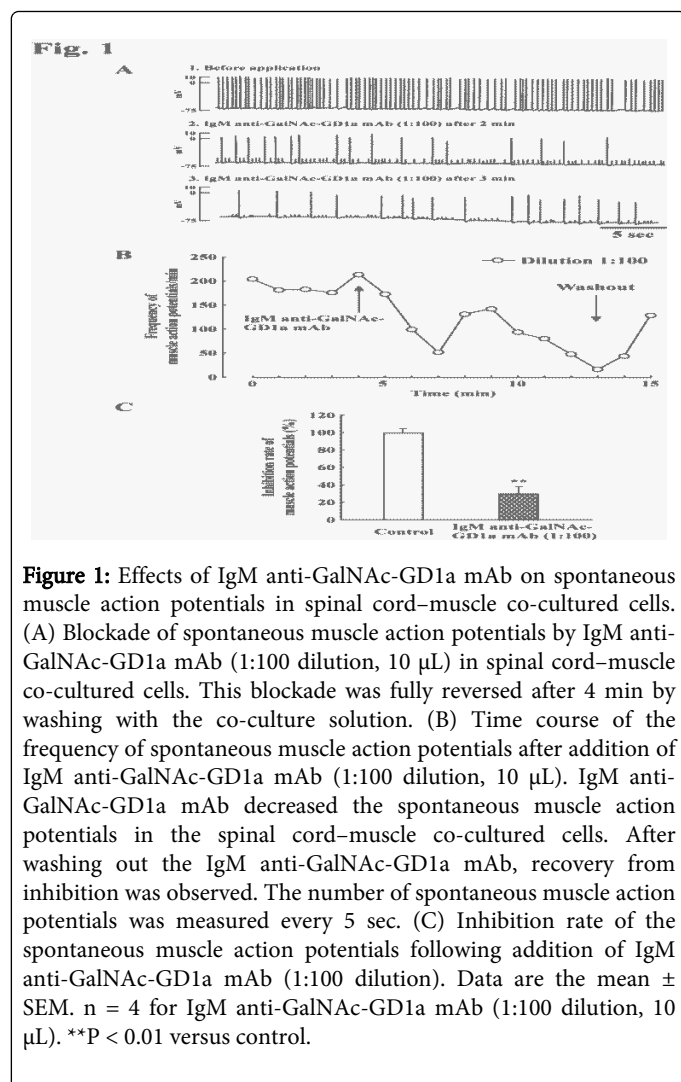 Fig. 1
A
1. Before application
10
0
mV
-75
2. IgM anti-GalNAc-GD1a mAb (1:100) after 2 min
10
0
mV
-75
3. IgM anti-GalNAc-GD1a mAb (1:100) after 3 min
10
0
mV
-75
5 sec
B
250
200
150
100
50
0
Frequency of
muscle action potentials/min
Dilution 1:100
Washout
IgM anti-GalNAc-
GD1a mAb
0
5
10
15
Time (min)
C
120
100
80
60
40
20
0
Inhibition rate of
muscle action potentials (%)
**
Control
IgM anti-GalNAc-
GD1a mAb (1:100)
Figure 1: Effects of IgM anti-GalNAc-GD1a mAb on spontaneous
muscle action potentials in spinal cord–muscle co-cultured cells.
(A) Blockade of spontaneous muscle action potentials by IgM anti-
GalNAc-GD1a mAb (1:100 dilution, 10 μL) in spinal cord–muscle
co-cultured cells. This blockade was fully reversed after 4 min by
washing with the co-culture solution. (B) Time course of the
frequency of spontaneous muscle action potentials after addition of
IgM anti-GalNAc-GD1a mAb (1:100 dilution, 10 μL). IgM anti-
GalNAc-GD1a mAb decreased the spontaneous muscle action
potentials in the spinal cord–muscle co-cultured cells. After
washing out the IgM anti-GalNAc-GD1a mAb, recovery from
inhibition was observed. The number of spontaneous muscle action
potentials was measured every 5 sec. (C) Inhibition rate of the
spontaneous muscle action potentials following addition of IgM
anti-GalNAc-GD1a mAb (1:100 dilution). Data are the mean ±
SEM. n = 4 for IgM anti-GalNAc-GD1a mAb (1:100 dilution, 10
μL). **P < 0.01 versus control.